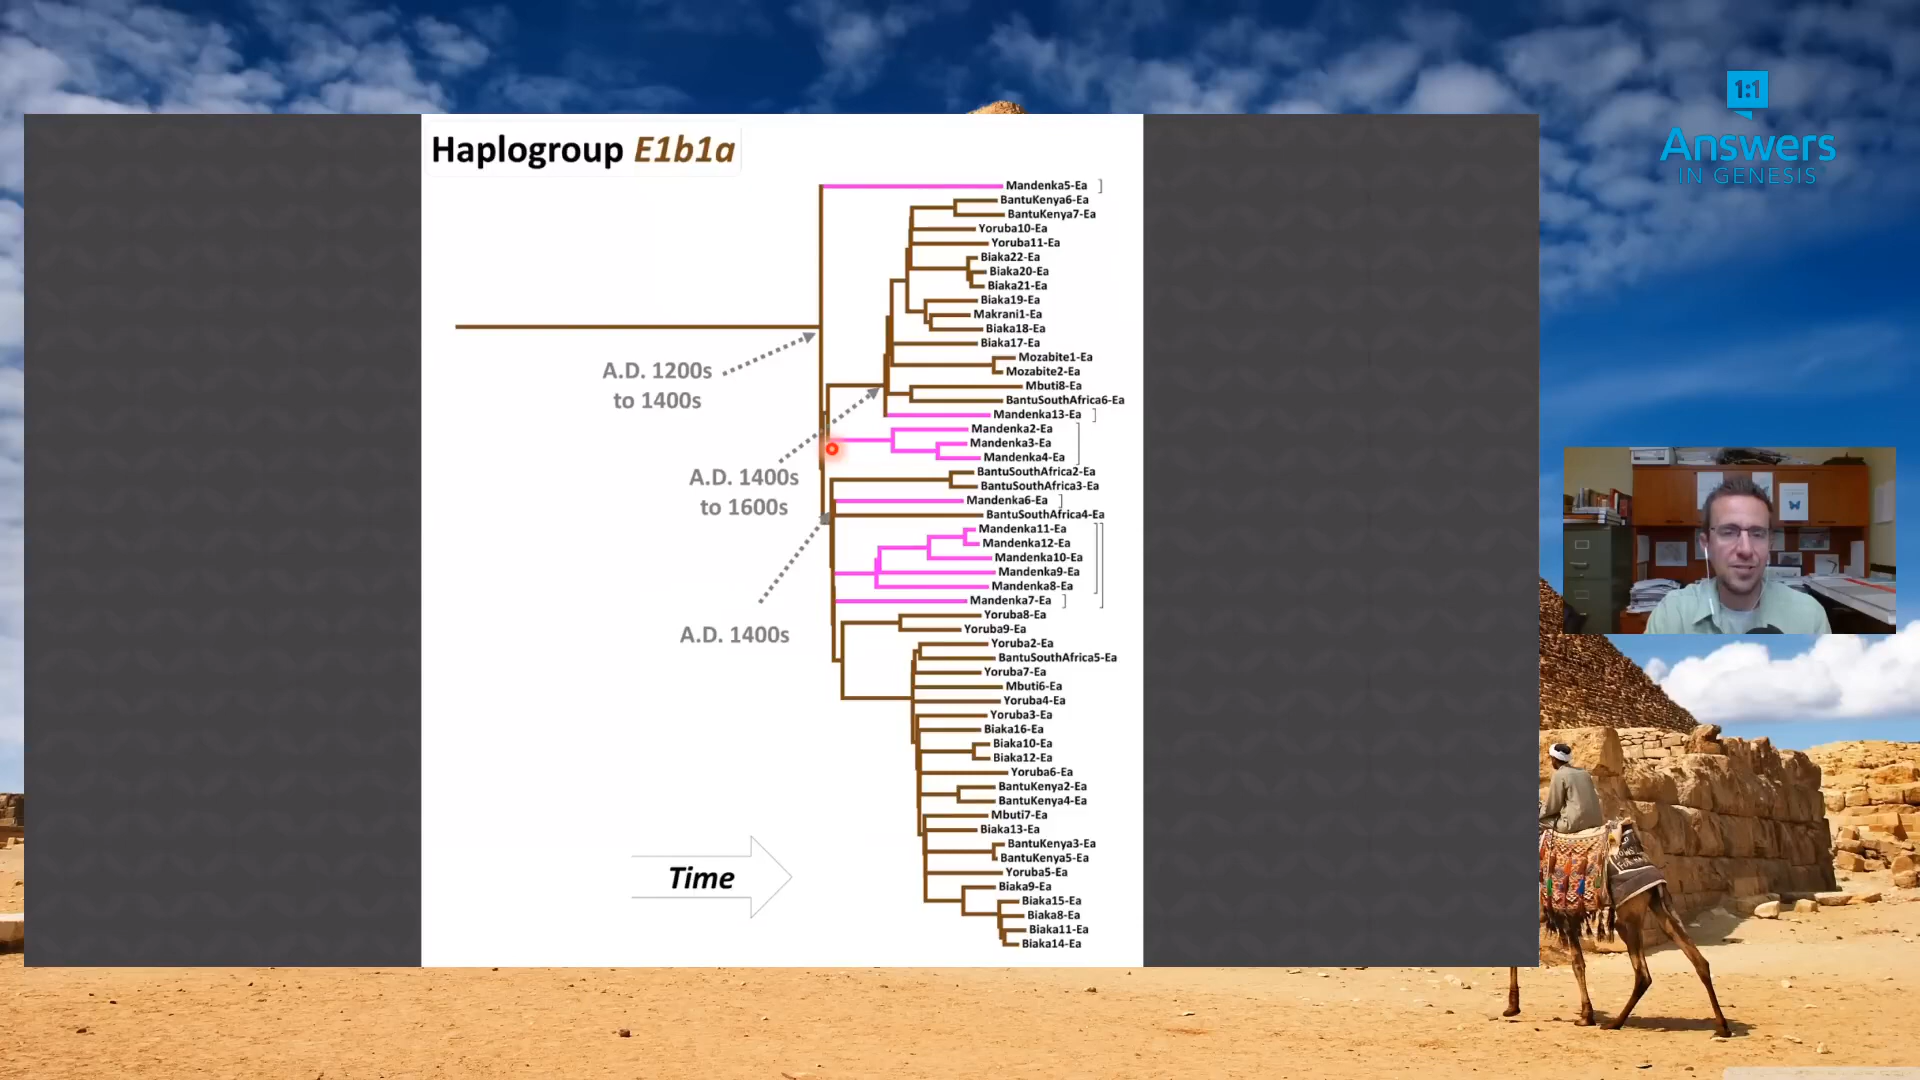 1:1
Answers
IN GENESIS
Haplogroup E1b1a
A.D. 1200s
to 1400s
A.D. 1400s
to 1600s
A.D. 1400s
Time
Mandenka5-Ea ]
BantuKenya6-Ea
BantuKenya7-Ea
Yoruba10-Ea
Yoruba11-Ea
Biaka22-Ea
Biaka20-Ea
Biaka21-Ea
Biaka19-Ea
Makrani1-Ea
Biaka18-Ea
Biaka17-Ea
Mozabite1-Ea
Mozabite2-Ea
Mbuti8-Ea
BantuSouthAfrica6-Ea
Mandenka13-Ea ]
Mandenka2-Ea
Mandenka3-Ea
Mandenka4-Ea
BantuSouthAfrica2-Ea
BantuSouthAfrica3-Ea
Mandenka6-Ea ]
BantuSouthAfrica4-Ea
Mandenka11-Ea
Mandenka12-Ea
Mandenka10-Ea
Mandenka9-Ea
Mandenka8-Ea
Mandenka7-Ea ]
Yoruba8-Ea
Yoruba9-Ea
Yoruba2-Ea
BantuSouthAfrica5-Ea
Yoruba7-Ea
Mbuti6-Ea
Yoruba4-Ea
Yoruba3-Ea
Biaka16-Ea
Biaka10-Ea
Biaka12-Ea
Yoruba6-Ea
BantuKenya2-Ea
BantuKenya4-Ea
Mbuti7-Ea
Biaka13-Ea
BantuKenya3-Ea
BantuKenya5-Ea
Yoruba5-Ea
Biaka9-Ea
Biaka15-Ea
Biaka8-Ea
Biaka11-Ea
Biaka14-Ea